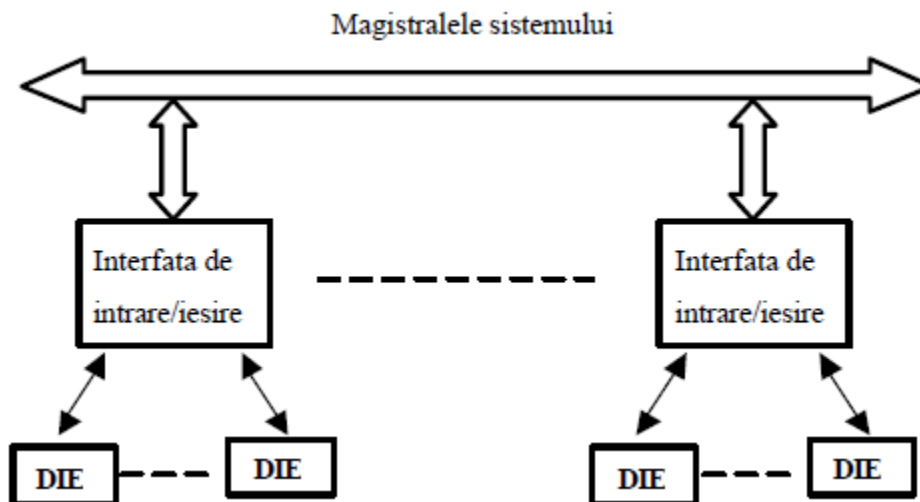 Magistralele sistemului
Interfata de
intrare/iesire
Interfata de
intrare/iesire
DIE
DIE
DIE
DIE